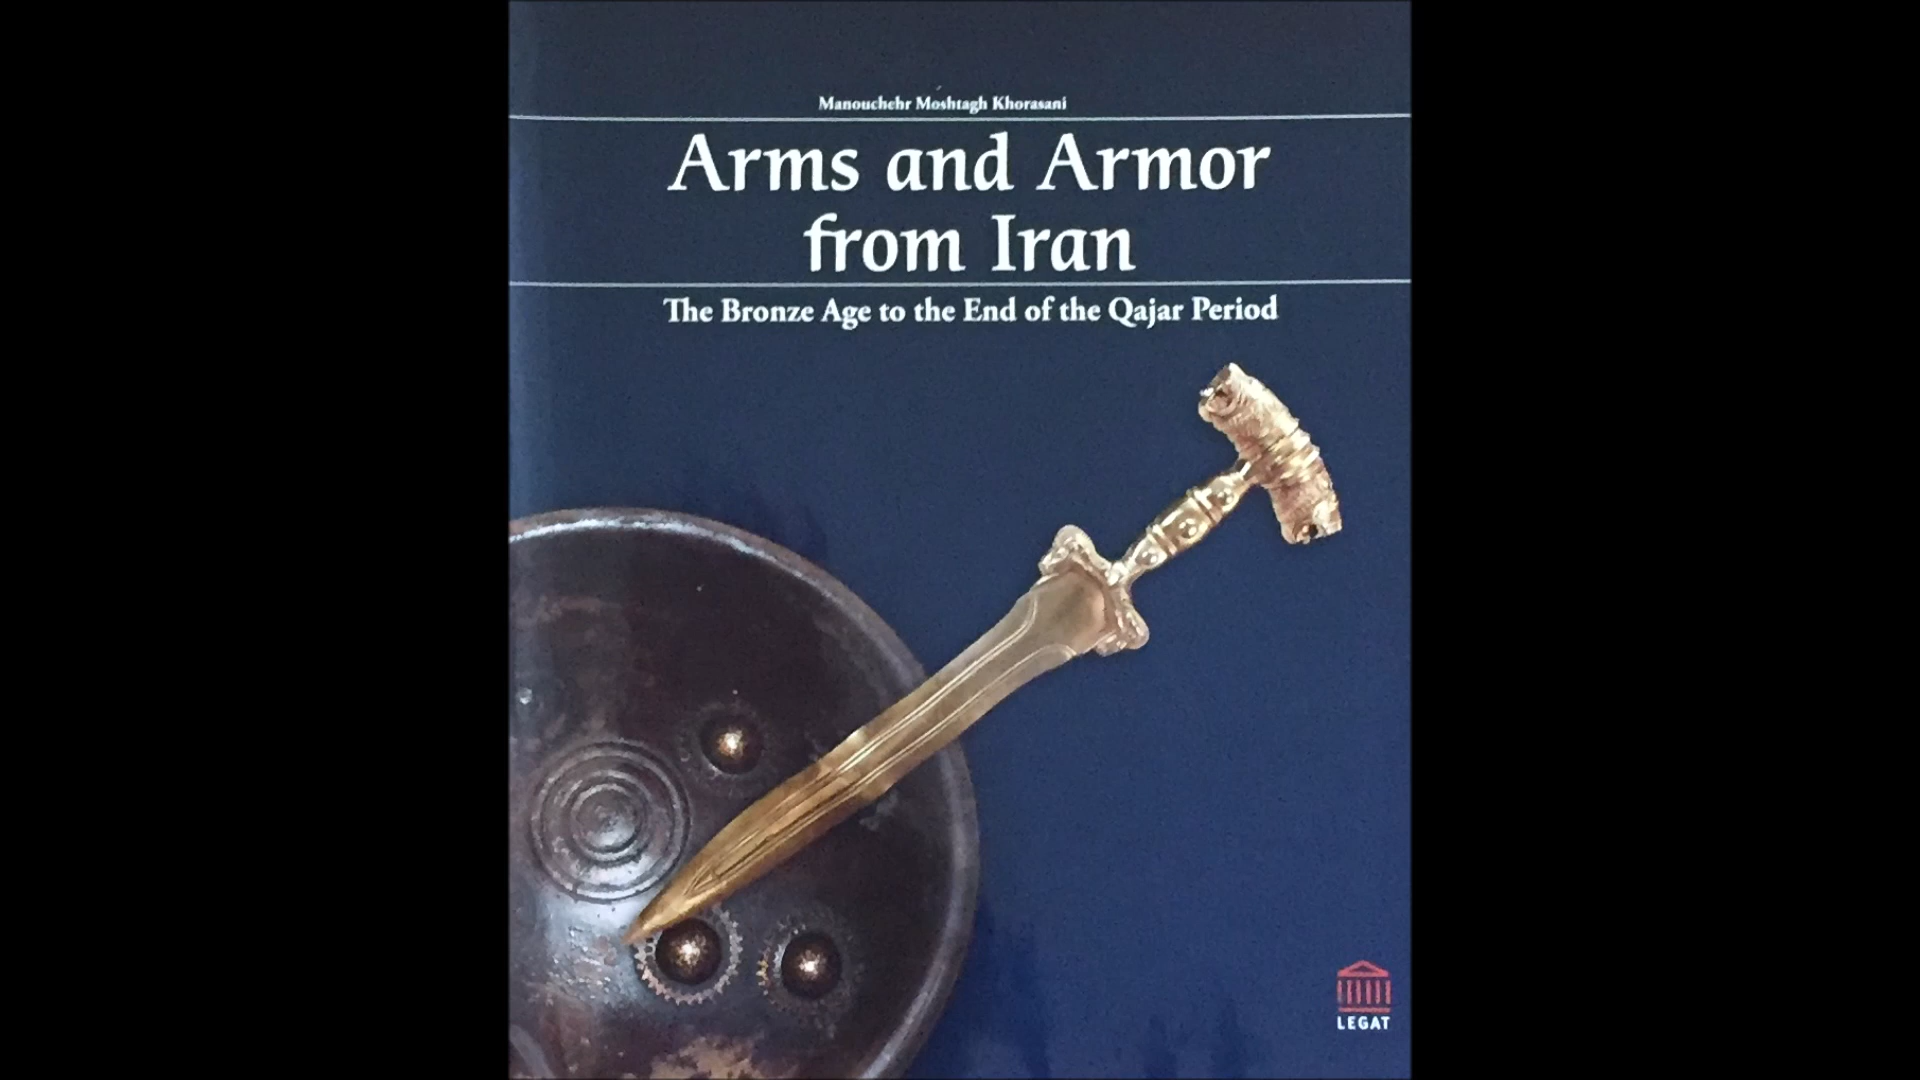 Manouchehr Moshtagh Khorasani
Arms and Armor
from Iran
The Bronze Age to the End of the Qajar Period
LEGAT